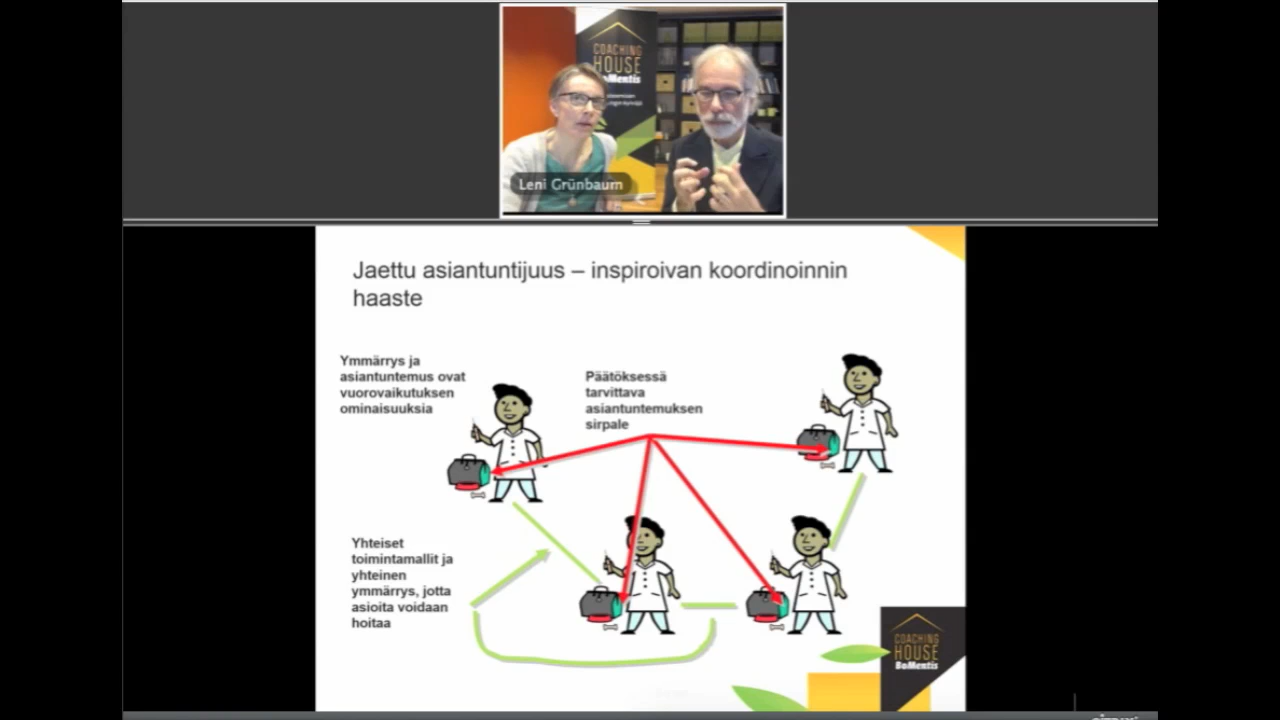 COACHING
HOUSE
BoMentis
Leni Grünbaum
Jaettu asiantuntijuus – inspiroivan koordinoinnin
haaste
Ymmärrys ja
asiantuntemus ovat
vuorovaikutuksen
ominaisuuksia
Päätöksessä
tarvittava
asiantuntemuksen
sirpale
Yhteiset
toimintamallit ja
yhteinen
ymmärrys, jotta
asioita voidaan
hoitaa
COACHING
HOUSE
BoMentis